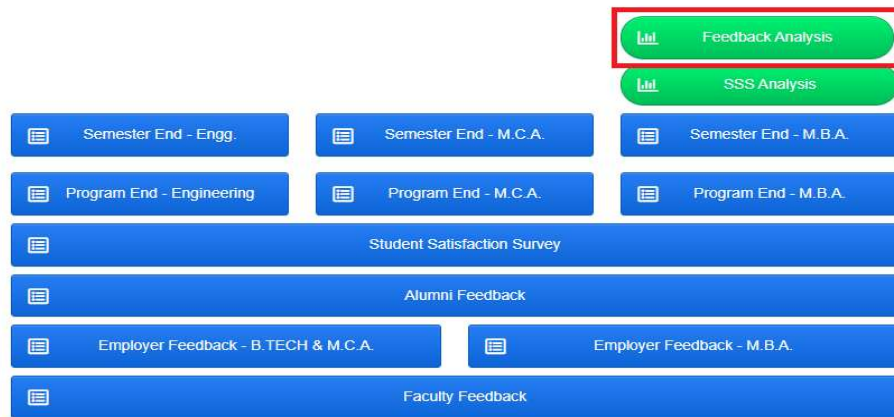 Feedback Analysis
SSS Analysis
Semester End - Engg.
Semester End - M.C.A.
Semester End - M.B.A.
Program End - Engineering
Program End - M.C.A.
Program End - M.B.A.
Student Satisfaction Survey
Alumni Feedback
Employer Feedback - B.TECH & M.C.A.
Employer Feedback - M.B.A.
Faculty Feedback